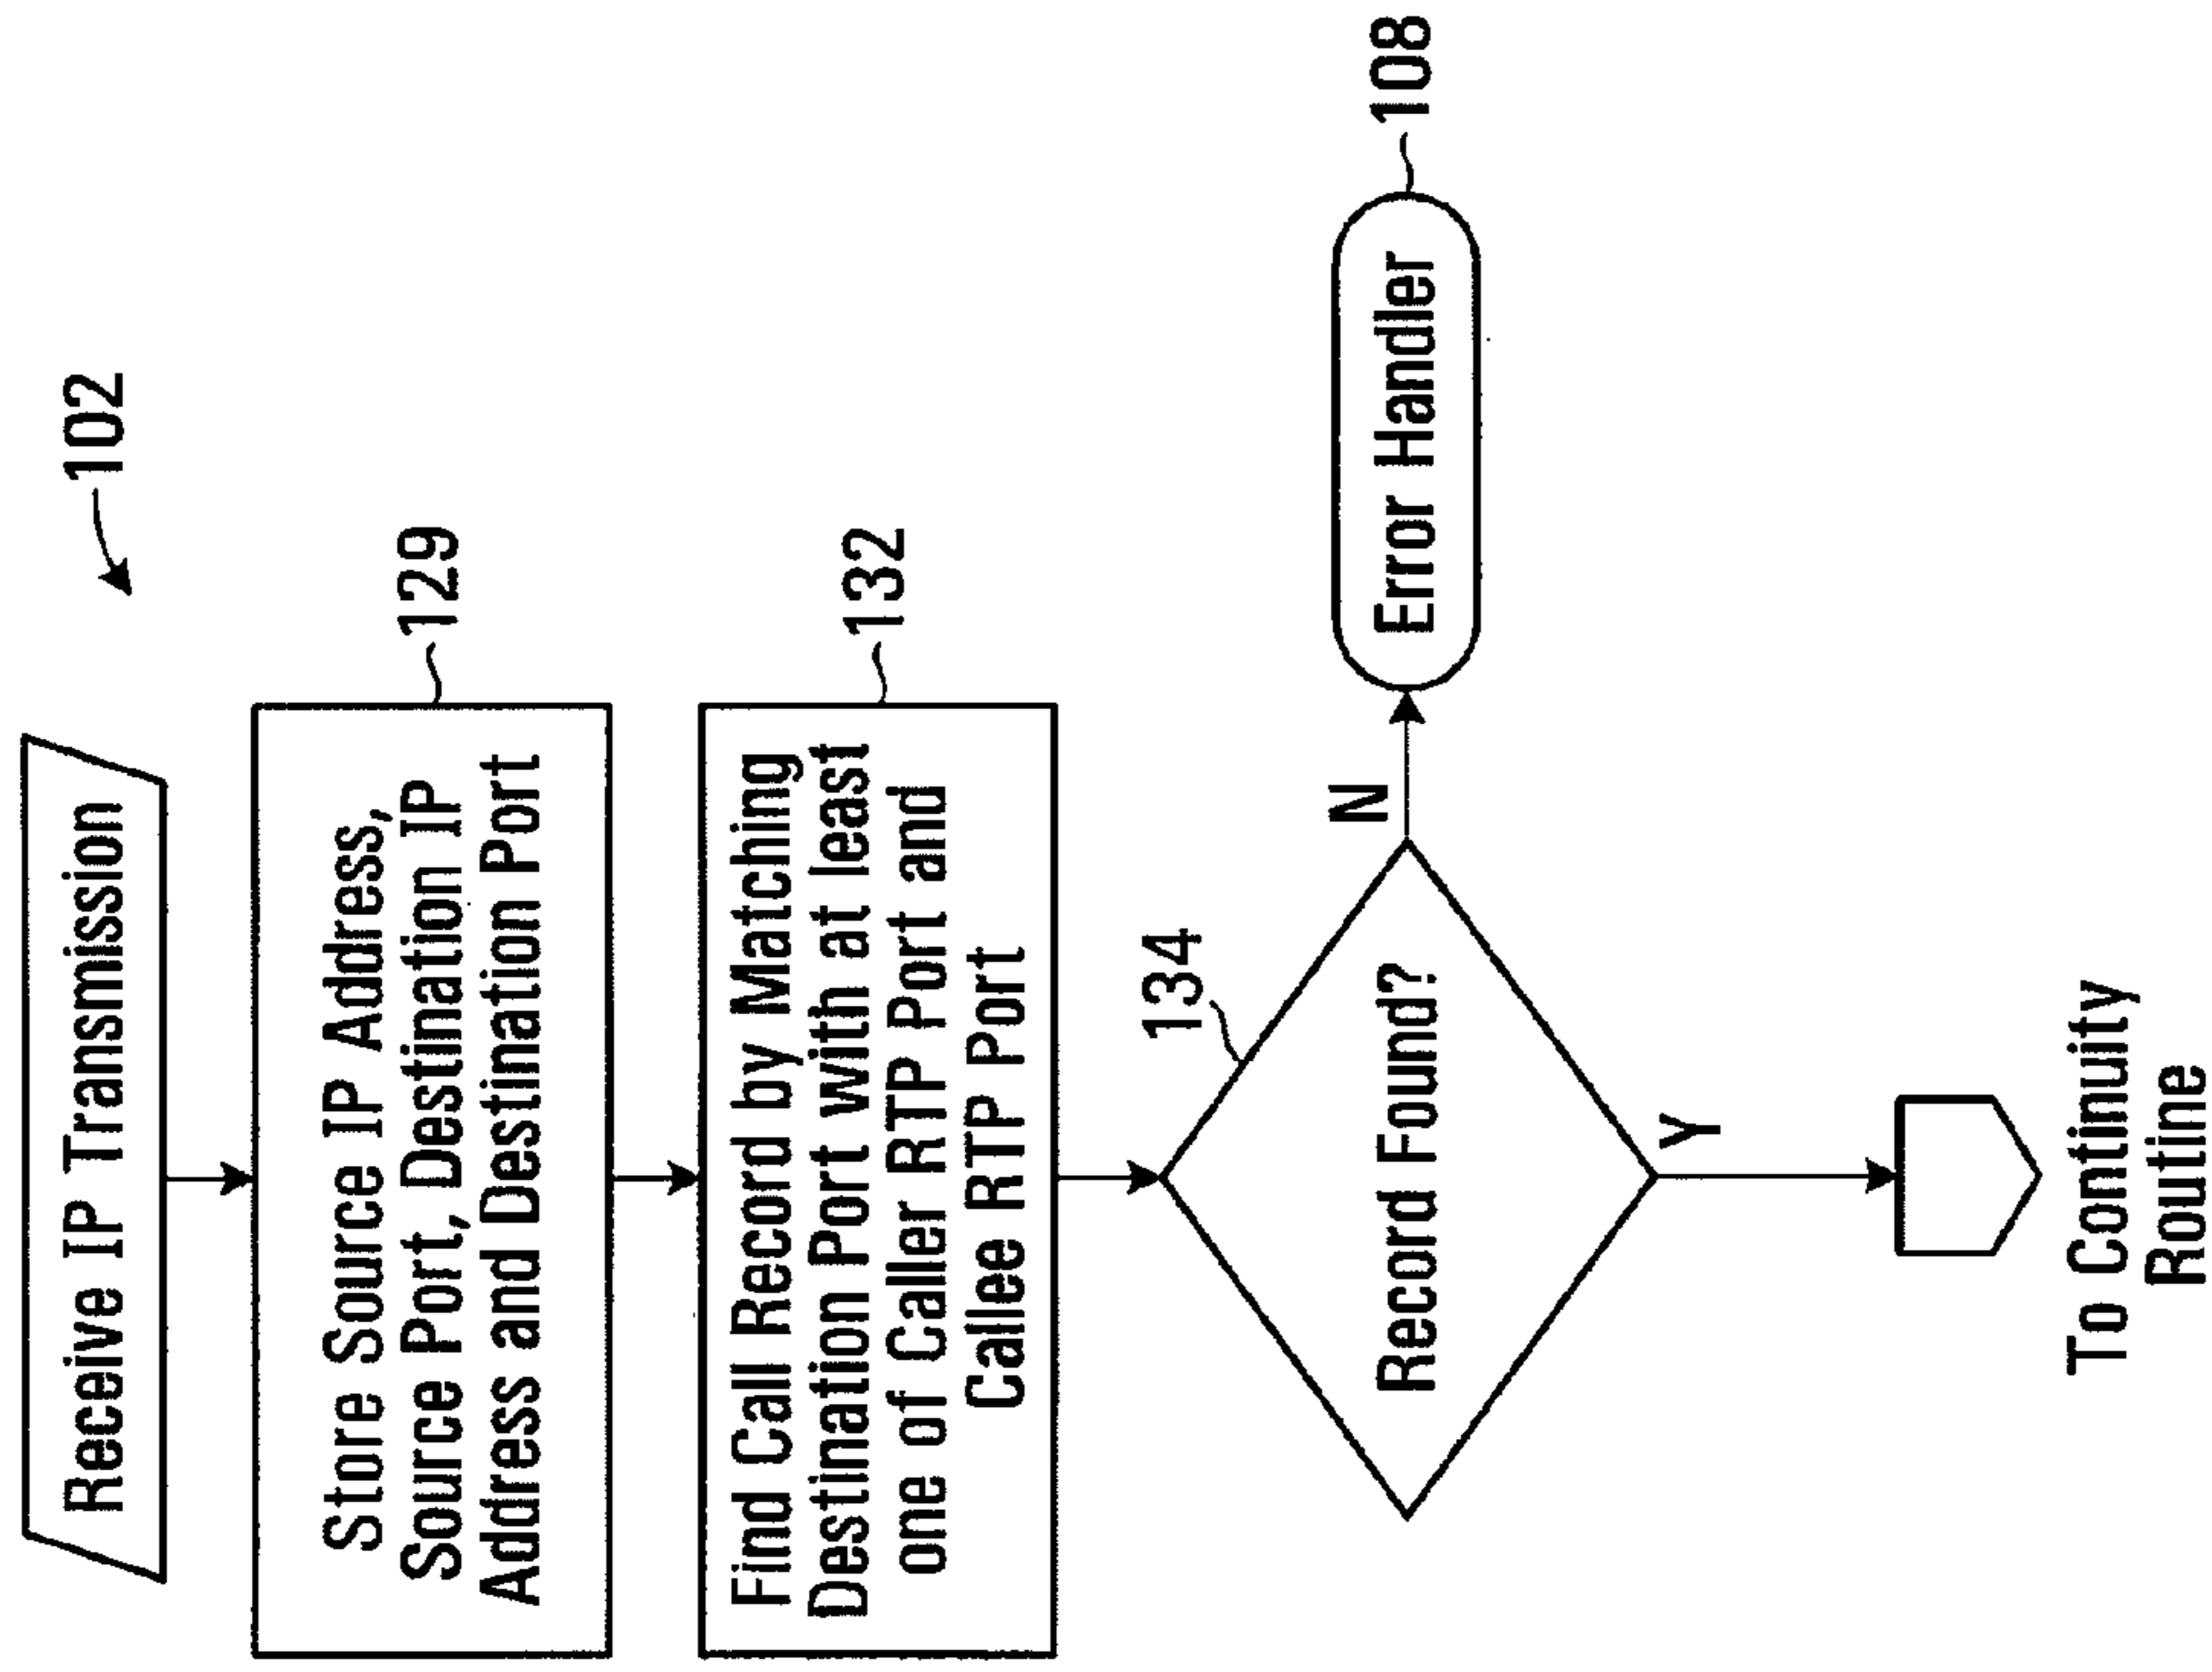 102
Receive IP Transmission
129
Store Source IP Address,
Source Port, Destination IP
Address and Destination Port
132
Find Call Record by Matching
Destination Port with at least
one of Caller RTP Port and
Callee RTP Port
134
Record Found?
N
Error Handler
108
Y
To Continuity
Routine